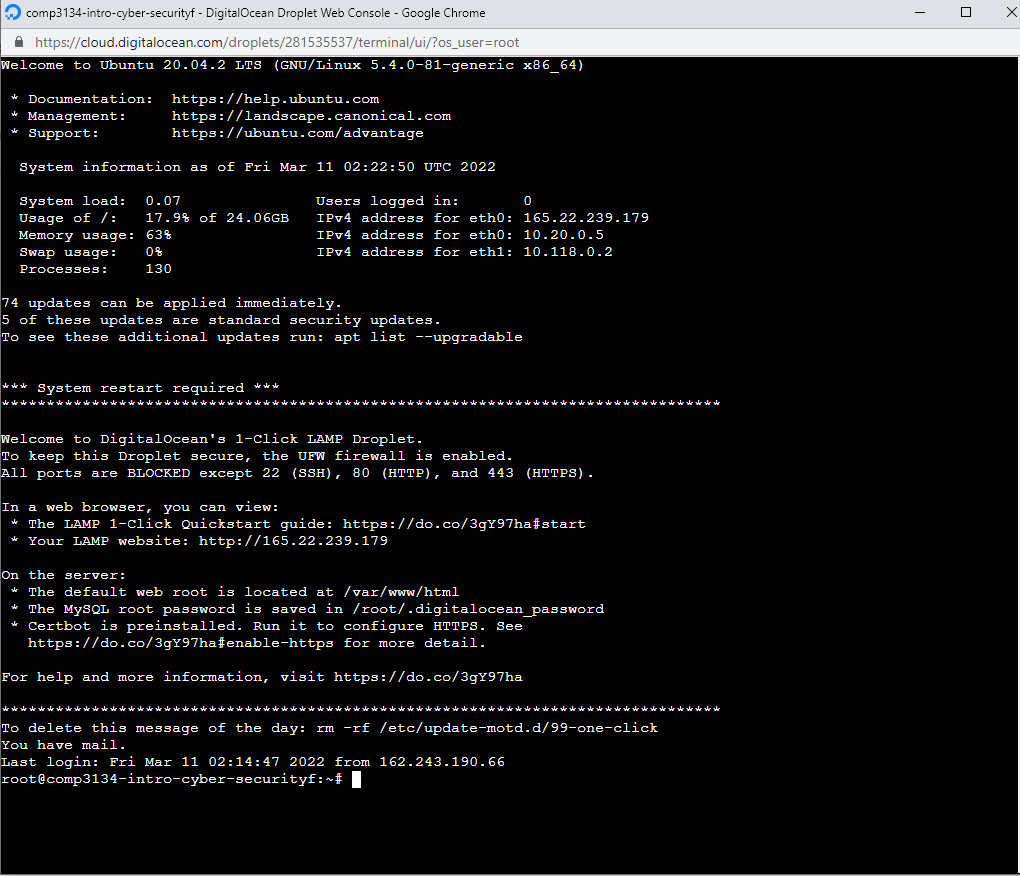 comp3134-intro-cyber-securityf - DigitalOcean Droplet Web Console - Google Chrome
https://cloud.digitalocean.com/droplets/281535537/terminal/ui/?os_user=root
Welcome to Ubuntu 20.04.2 LTS (GNU/Linux 5.4.0-81-generic x86_64)
* Documentation:  https://help.ubuntu.com
* Management:     https://landscape.canonical.com
* Support:        https://ubuntu.com/advantage
System information as of Fri Mar 11 02:22:50 UTC 2022
System load:  0.07               Users logged in:       0
Usage of /:   17.9% of 24.06GB   IPv4 address for eth0: 165.22.239.179
Memory usage: 63%                IPv4 address for eth0: 10.20.0.5
Swap usage:   0%                 IPv4 address for eth1: 10.118.0.2
Processes:    130
74 updates can be applied immediately.
5 of these updates are standard security updates.
To see these additional updates run: apt list --upgradable
*** System restart required ***
********************************************************************************
Welcome to DigitalOcean's 1-Click LAMP Droplet.
To keep this Droplet secure, the UFW firewall is enabled.
All ports are BLOCKED except 22 (SSH), 80 (HTTP), and 443 (HTTPS).
In a web browser, you can view:
* The LAMP 1-Click Quickstart guide: https://do.co/3gY97ha#start
* Your LAMP website: http://165.22.239.179
On the server:
* The default web root is located at /var/www/html
* The MySQL root password is saved in /root/.digitalocean_password
* Certbot is preinstalled. Run it to configure HTTPS. See
https://do.co/3gY97ha#enable-https for more detail.
For help and more information, visit https://do.co/3gY97ha
********************************************************************************
To delete this message of the day: rm -rf /etc/update-motd.d/99-one-click
You have mail.
Last login: Fri Mar 11 02:14:47 2022 from 162.243.190.66
root@comp3134-intro-cyber-securityf:~#